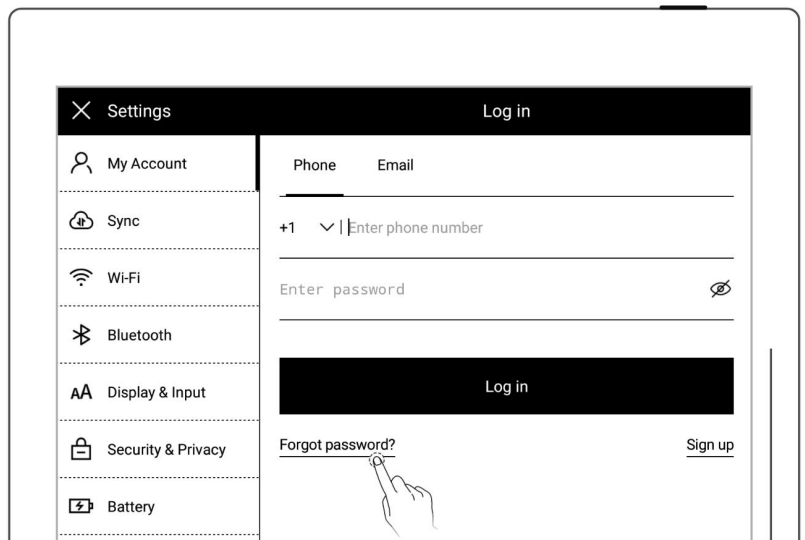 Settings
Log in
My Account
Sync
Wi-Fi
Bluetooth
AA Display & Input
Security & Privacy
Battery
Phone Email
+1 Enter phone number
Enter password
Log in
Forgot password? Sign up